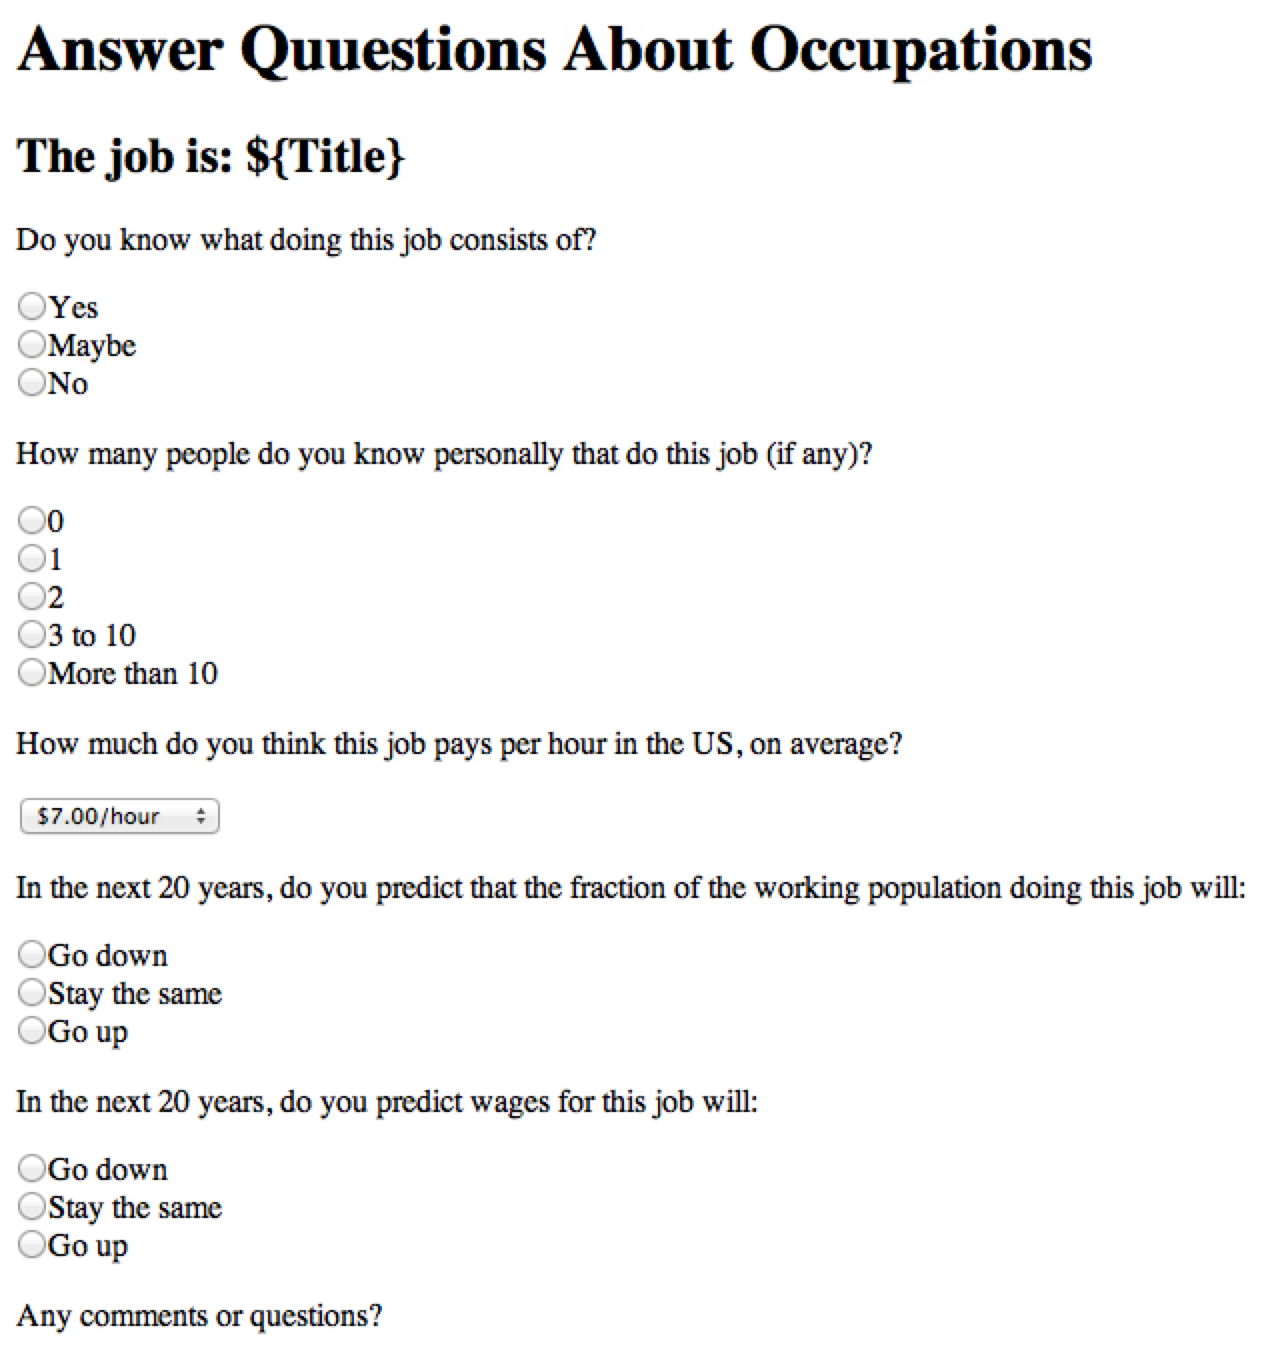 Answer Quuestions About Occupations
The job is: ${Title}
Do you know what doing this job consists of?
Yes
Maybe
No
How many people do you know personally that do this job (if any)?
0
1
2
3 to 10
More than 10
How much do you think this job pays per hour in the US, on average?
$7.00/hour
In the next 20 years, do you predict that the fraction of the working population doing this job will:
Go down
Stay the same
Go up
In the next 20 years, do you predict wages for this job will:
Go down
Stay the same
Go up
Any comments or questions?